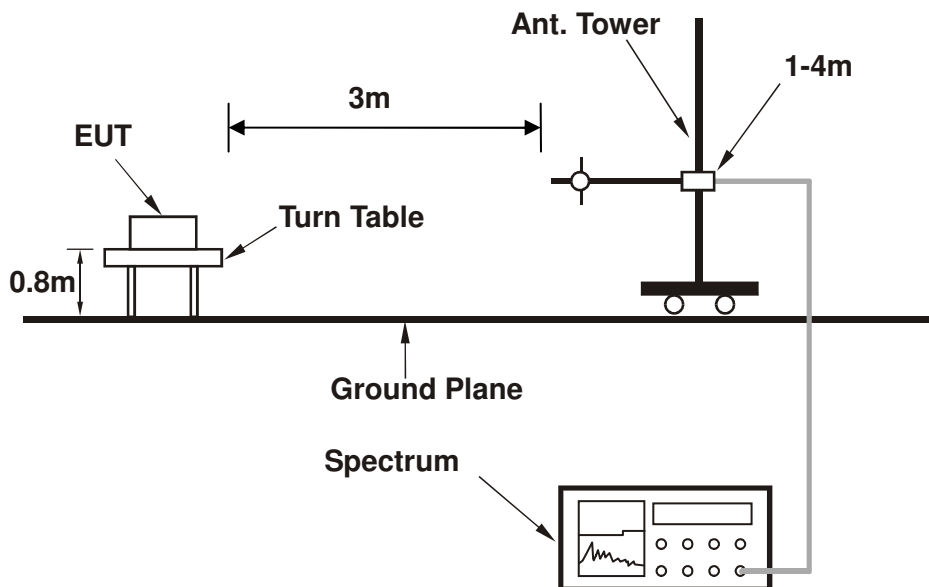 Ant. Tower
1-4m
3m
EUT
Turn Table
0.8m
Ground Plane
Spectrum